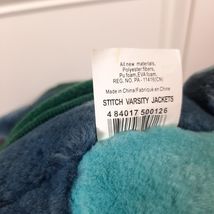 All new materials,
Polyester fibers,
Pu foam, EVA foam,
REG. NO. PA - 11416(CN)
Made in China/Fabriqué en Chine
STITCH VARSITY JACKETS
4 84017 500126